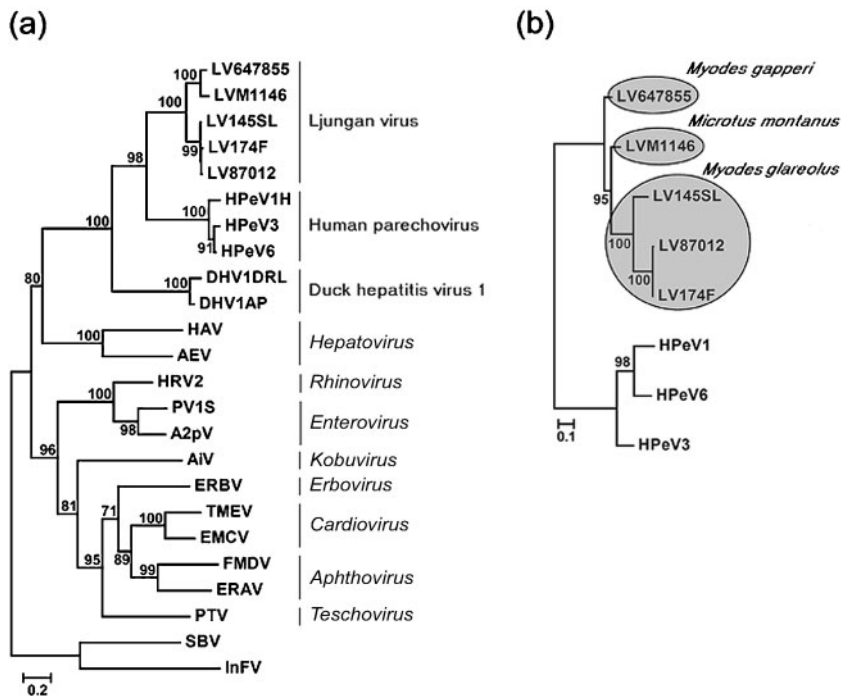 (a)
LV647855
LVM1146
LV145SL
LV174F
LV87012
HPeV1H
HPeV3
HPeV6
DHV1DRL
DHV1AP
HAV
AEV
HRV2
PV1S
A2pV
AiV
ERBV
TMEV
EMCV
FMDV
ERAV
PTV
SBV
InFV
100
100
99
98
100
91
100
80
100
100
98
96
81
71
100
95
89
99
Ljungan virus
Human parechovirus
Duck hepatitis virus 1
Hepatovirus
Rhinovirus
Enterovirus
Kobuvirus
Erbovirus
Cardiovirus
Aphthovirus
Teschovirus
0.2
(b)
Myodes gapperi
LV647855
Microtus montanus
LVM1146
Myodes glareolus
95
LV145SL
100
LV87012
100
LV174F
HPeV1
98
HPeV6
HPeV3
0.1